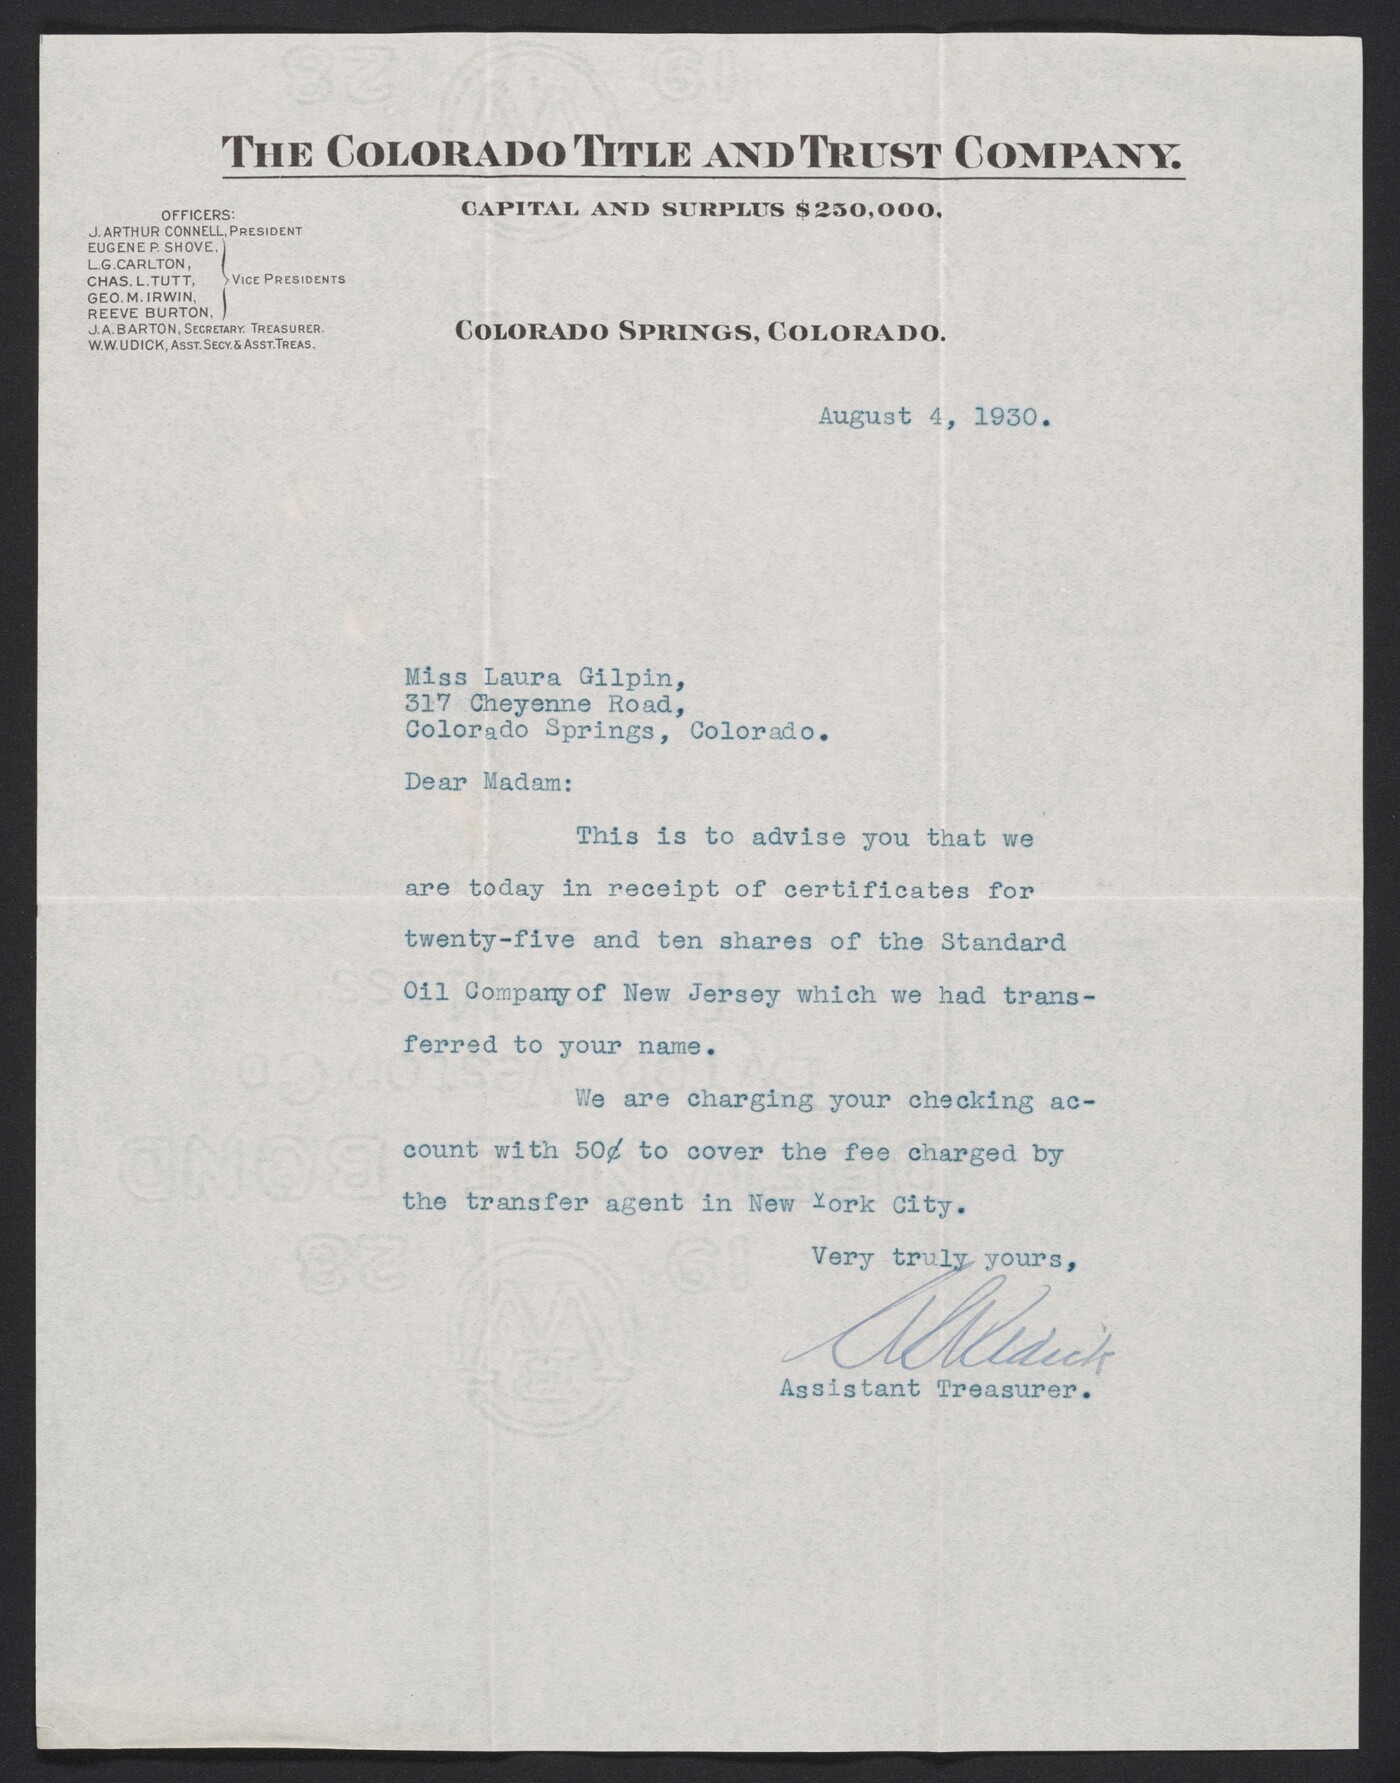 THE COLORADO TITLE AND TRUST COMPANY.
CAPITAL AND SURPLUS $250,000.
OFFICERS:
J. ARTHUR CONNELL, PRESIDENT
EUGENE P. SHOVE,
L.G. CARLTON,
CHAS. L. TUTT,
GEO. M. IRWIN,
REEVE BURTON,
VICE PRESIDENTS
J.A. BARTON, SECRETARY. TREASURER.
W.W. UDICK, ASST. SECY. & ASST. TREAS.
COLORADO SPRINGS, COLORADO.
August 4, 1930.
Miss Laura Gilpin,
317 Cheyenne Road,
Colorado Springs, Colorado.
Dear Madam:
This is to advise you that we
are today in receipt of certificates for
twenty-five and ten shares of the Standard
Oil Company of New Jersey which we had trans-
ferred to your name.
We are charging your checking ac-
count with 50¢ to cover the fee charged by
the transfer agent in New York City.
Very truly yours,
Udick
Assistant Treasurer.